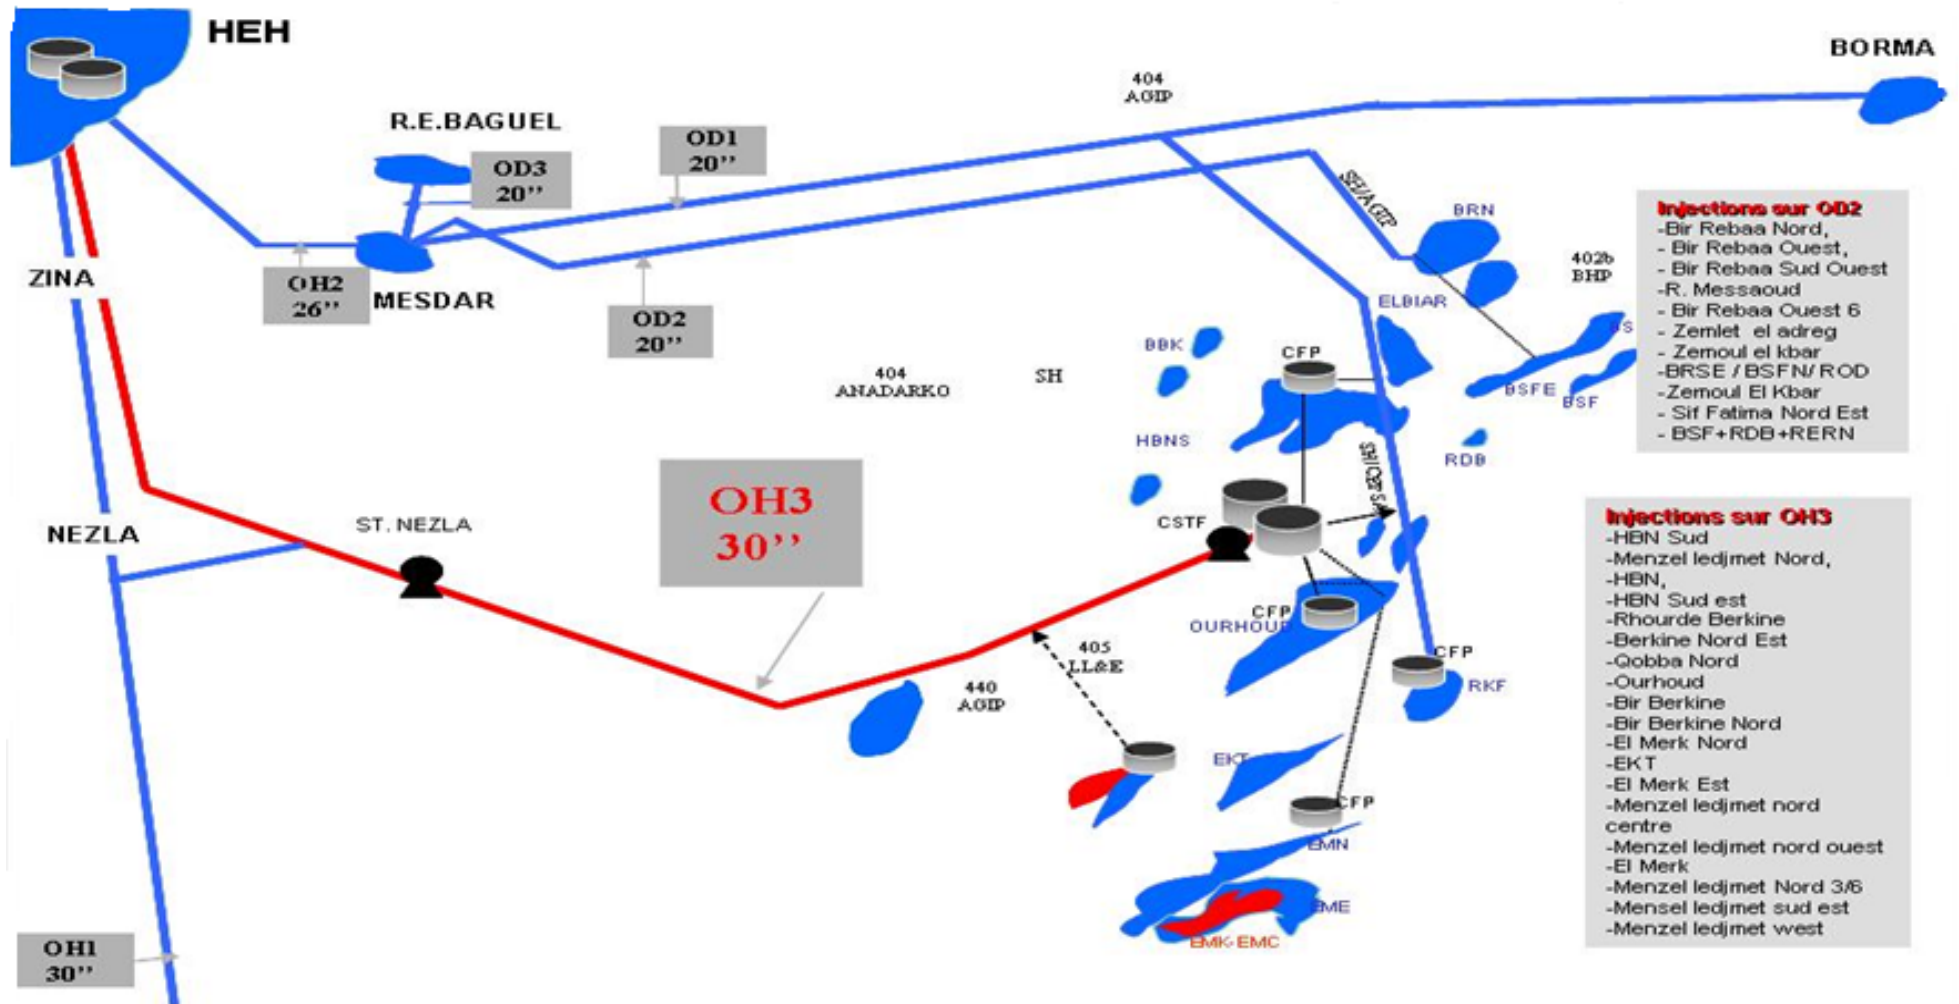 HEH
BORMA
404
AGIP
R.E.BAGUEL
OD1
20’’
OD3
20’’
SH/AGIP
BRN
402b
BHP
ZINA
OH2
26’’
MESDAR
OD2
20’’
ELBIAR
BBK
CFP
404
ANADARKO
SH
BS
BSFE
BSF
HBNS
RDB
Injections sur OD2
-Bir Rebaa Nord,
- Bir Rebaa Ouest,
- Bir Rebaa Sud Ouest
-R. Messaoud
- Bir Rebaa Ouest 6
- Zemlet el adreg
- Zemoul el kbar
-BRSE / BSFN/ ROD
-Zemoul El Kbar
- Sif Fatima Nord Est
- BSF+RDB+RERN
NEZLA
ST. NEZLA
OH3
30’’
CSTF
CFP
OURHOUD
405
LL&E
440
AGIP
CFP
RKF
EKT
CFP
EMN
EME
EMK-EMC
OH1
30’’
Injections sur OH3
-HBN Sud
-Menzel ledjmet Nord,
-HBN,
-HBN Sud est
-Rhourde Berkine
-Berkine Nord Est
-Qobba Nord
-Ourhoud
-Bir Berkine
-Bir Berkine Nord
-El Merk Nord
-EKT
-El Merk Est
-Menzel ledjmet nord
centre
-Menzel ledjmet nord ouest
-El Merk
-Menzel ledjmet Nord 3/6
-Mensel ledjmet sud est
-Menzel ledjmet west